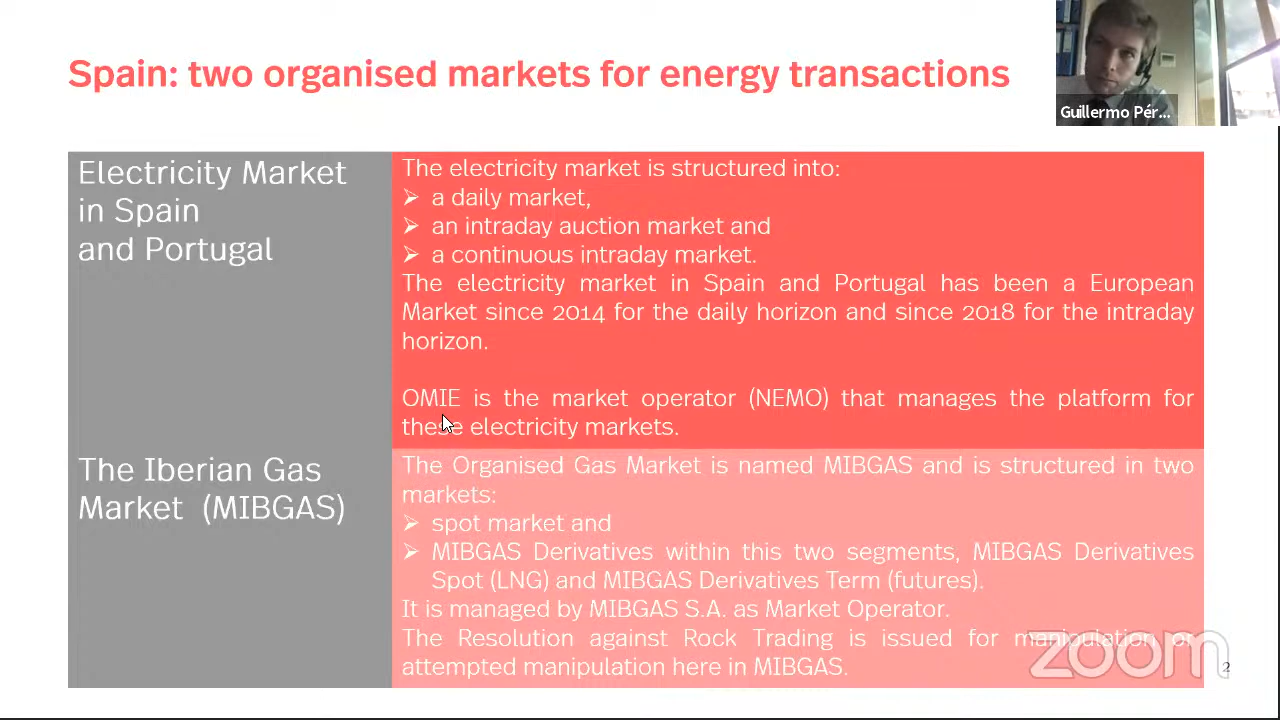 Spain: two organised markets for energy transactions
Guillermo Pér...
Electricity Market
in Spain
and Portugal
The electricity market is structured into:
➢ a daily market,
➢ an intraday auction market and
➢ a continuous intraday market.
The electricity market in Spain and Portugal has been a European
Market since 2014 for the daily horizon and since 2018 for the intraday
horizon.
OMIE is the market operator (NEMO) that manages the platform for
these electricity markets.
The Iberian Gas
Market (MIBGAS)
The Organised Gas Market is named MIBGAS and is structured in two
markets:
➢ spot market and
➢ MIBGAS Derivatives within this two segments, MIBGAS Derivatives
Spot (LNG) and MIBGAS Derivatives Term (futures).
It is managed by MIBGAS S.A. as Market Operator.
The Resolution against Rock Trading is issued for manipulation or
attempted manipulation here in MIBGAS.
zoom
2